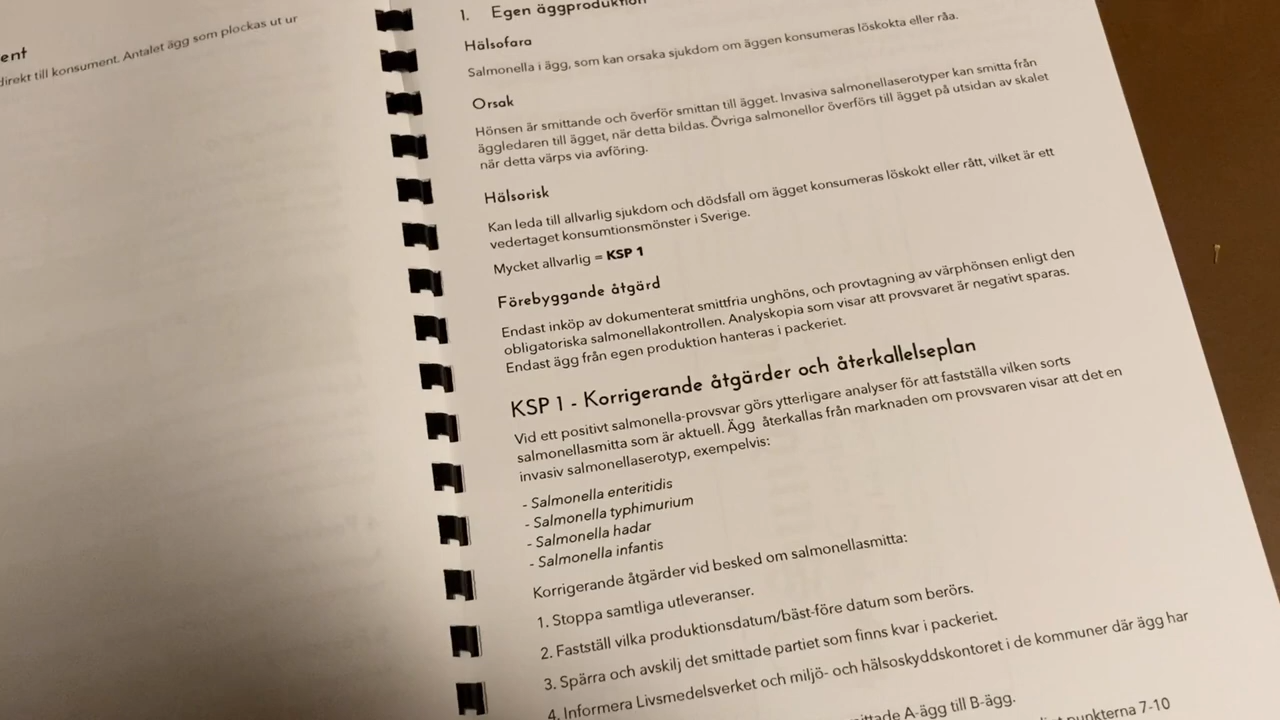 ent
direkt till konsument. Antalet ägg som plockas ut ur
1. Egen äggproduktion
Hälsofara
Salmonella i ägg, som kan orsaka sjukdom om äggen konsumeras löskokta eller råa.
Orsak
Hönsen är smittande och överför smittan till ägget. Invasiva salmonellaserotyper kan smitta från
äggledaren till ägget, när detta bildas. Övriga salmonellor överförs till ägget på utsidan av skalet
när detta värps via avföring.
Hälsorisk
Kan leda till allvarlig sjukdom och dödsfall om ägget konsumeras löskokt eller rått, vilket är ett
vedertaget konsumtionsmönster i Sverige.
Mycket allvarlig = KSP 1
Förebyggande åtgärd
Endast inköp av dokumenterat smittfria unghöns, och provtagning av värphönsen enligt den
obligatoriska salmonellakontrollen. Analyskopia som visar att provsvaret är negativt sparas.
Endast ägg från egen produktion hanteras i packeriet.
KSP 1 - Korrigerande åtgärder och återkallelseplan
Vid ett positivt salmonella-provsvar görs ytterligare analyser för att fastställa vilken sorts
salmonellasmitta som är aktuell. Ägg återkallas från marknaden om provsvaren visar att det en
invasiv salmonellaserotyp, exempelvis:
- Salmonella enteritidis
- Salmonella typhimurium
- Salmonella hadar
- Salmonella infantis
Korrigerande åtgärder vid besked om salmonellasmitta:
1. Stoppa samtliga utleveranser.
2. Fastställ vilka produktionsdatum/bäst-före datum som berörs.
3. Spärra och avskilj det smittade partiet som finns kvar i packeriet.
4. Informera Livsmedelsverket och miljö- och hälsoskyddskontoret i de kommuner där ägg har
A-ägg till B-ägg.
punkterna 7-10